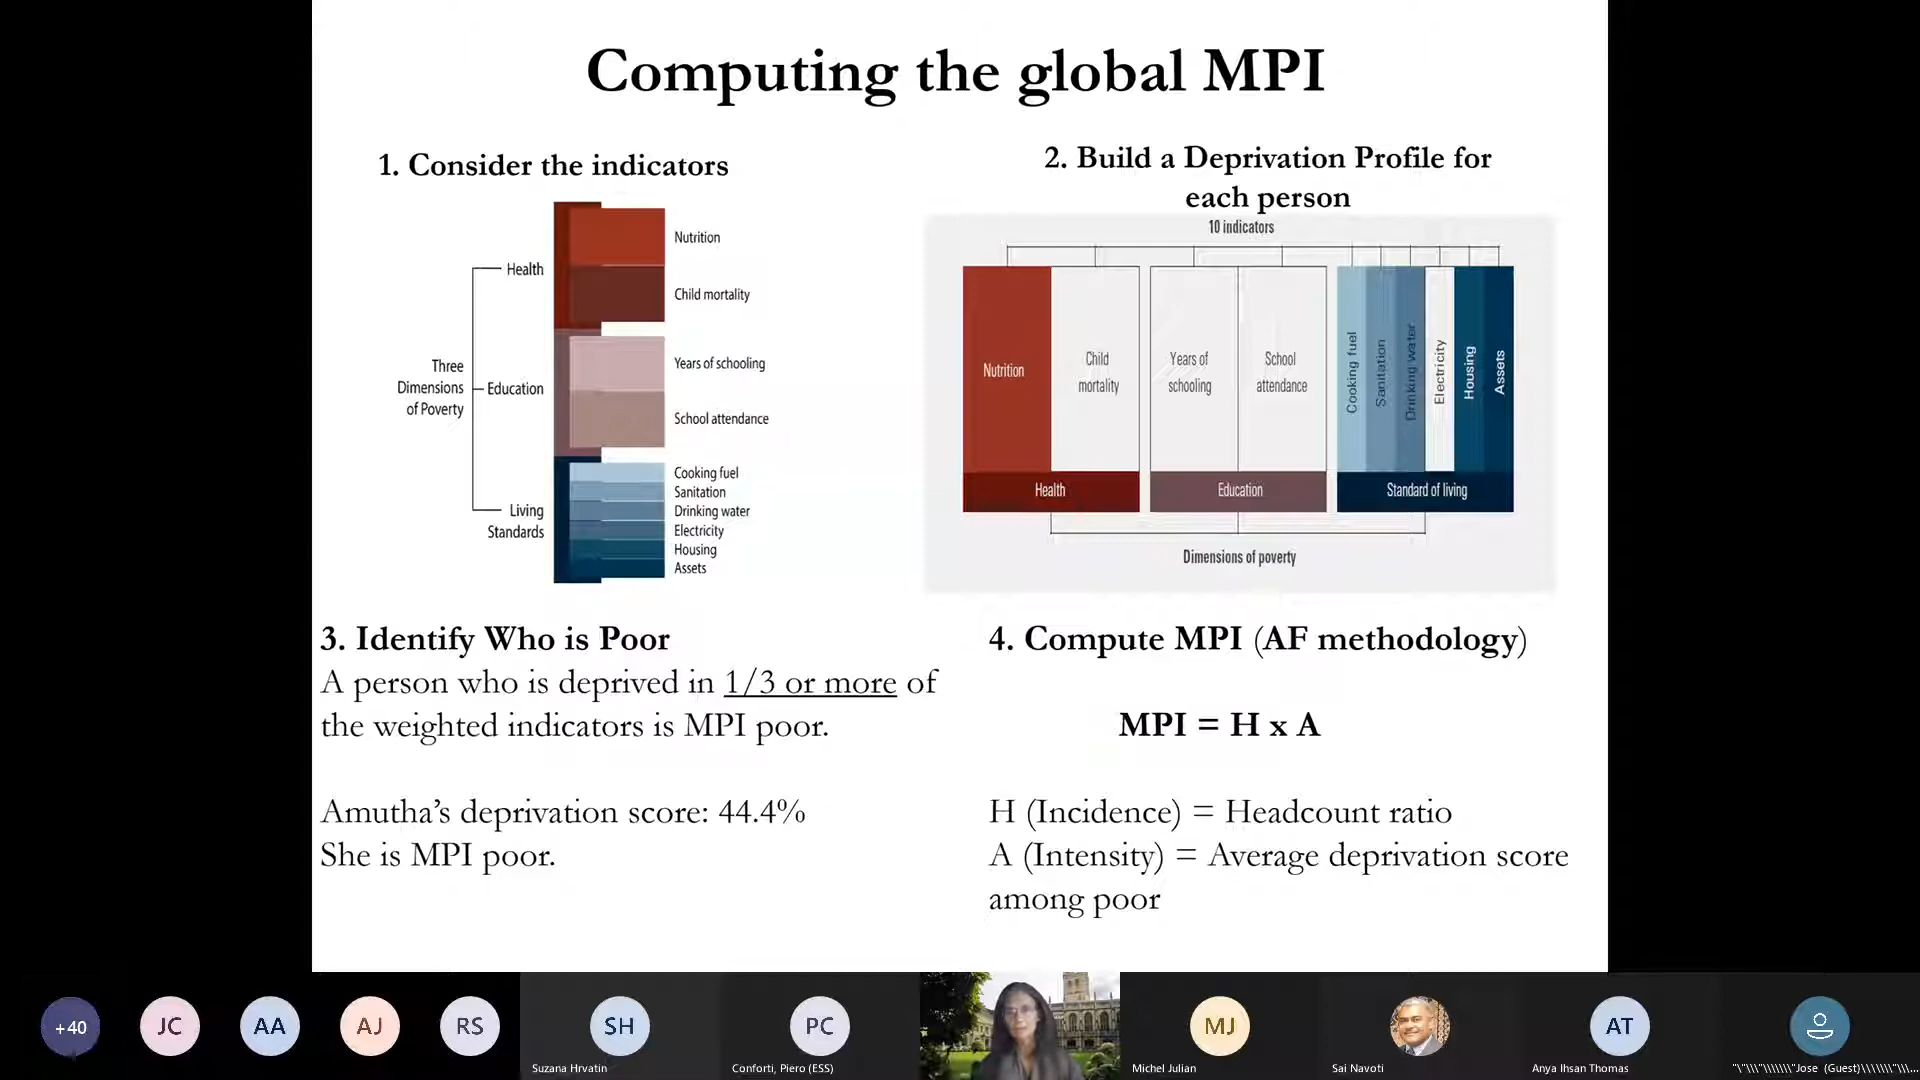 Computing the global MPI
1. Consider the indicators
Three
Dimensions
of Poverty
Health
Education
Living
Standards
Nutrition
Child mortality
Years of schooling
School attendance
Cooking fuel
Sanitation
Drinking water
Electricity
Housing
Assets
2. Build a Deprivation Profile for
each person
10 indicators
Nutrition
Child
mortality
Years of
schooling
School
attendance
Cooking fuel
Sanitation
Drinking water
Electricity
Housing
Assets
Health
Education
Standard of living
Dimensions of poverty
3. Identify Who is Poor
A person who is deprived in 1/3 or more of
the weighted indicators is MPI poor.
Amutha’s deprivation score: 44.4%
She is MPI poor.
4. Compute MPI (AF methodology)
MPI = H x A
H (Incidence) = Headcount ratio
A (Intensity) = Average deprivation score
among poor
+40
JC
AA
AJ
RS
SH
Suzana Hrvatin
PC
Conforti, Piero (ESS)
MJ
Michel Julian
Sai Navoti
AT
Anya Ihsan Thomas
"\"\\\"\\\\\\\"Jose (Guest)\\\\\\\"\\...